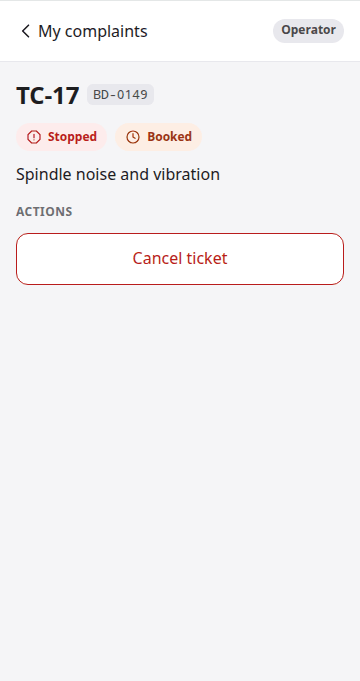 My complaints
Operator
TC-17 BD-0149
Stopped Booked
Spindle noise and vibration
ACTIONS
Cancel ticket